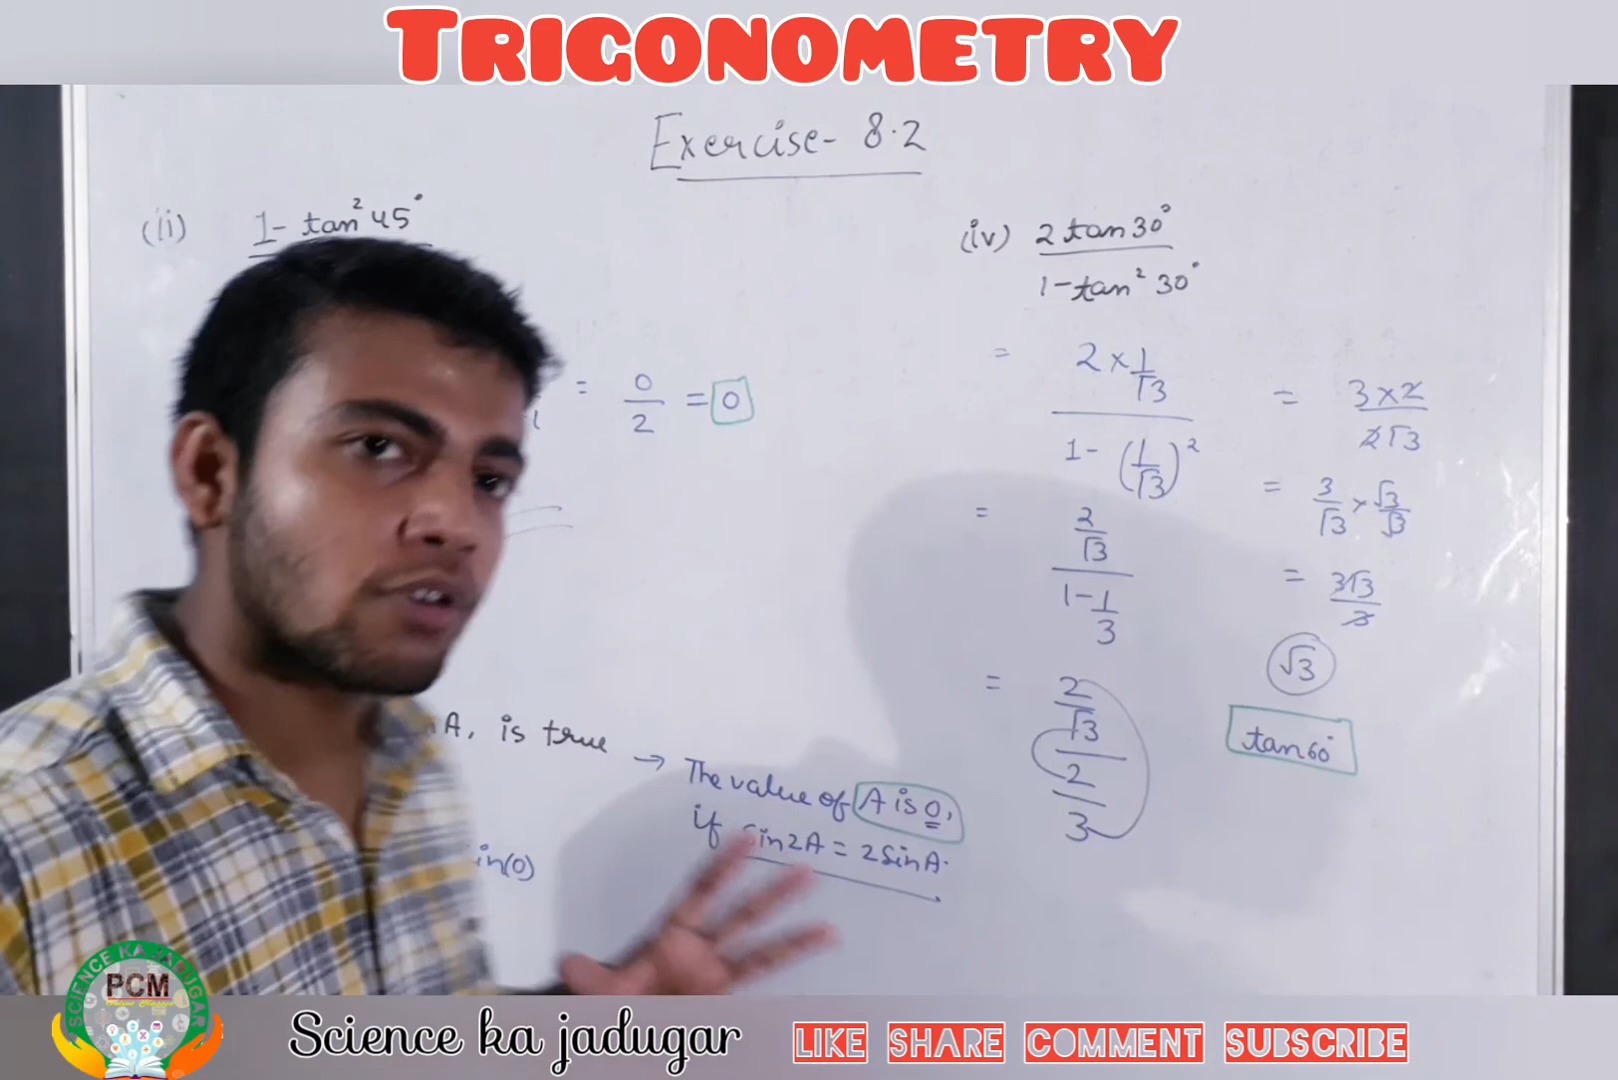 TRIGONOMETRY
Exercise- 8.2
(ii) 1- tan² 45°
= 0/2 = 0
A, is true
→ The value of A is 0,
if sin2A = 2sinA.
in(0)
(iv) 2 tan 30°
1-tan² 30°
= 2 × 1/√3
1- (1/√3)²
= 2/√3
1-1/3
= 2/√3
2/3
= 3×2
2√3
= 3/√3 × √3/√3
= 3√3
3
√3
tan60°
SCIENCE KA JADUGAR
PCM
Online Classes
Science ka jadugar
LIKE SHARE COMMENT SUBSCRIBE